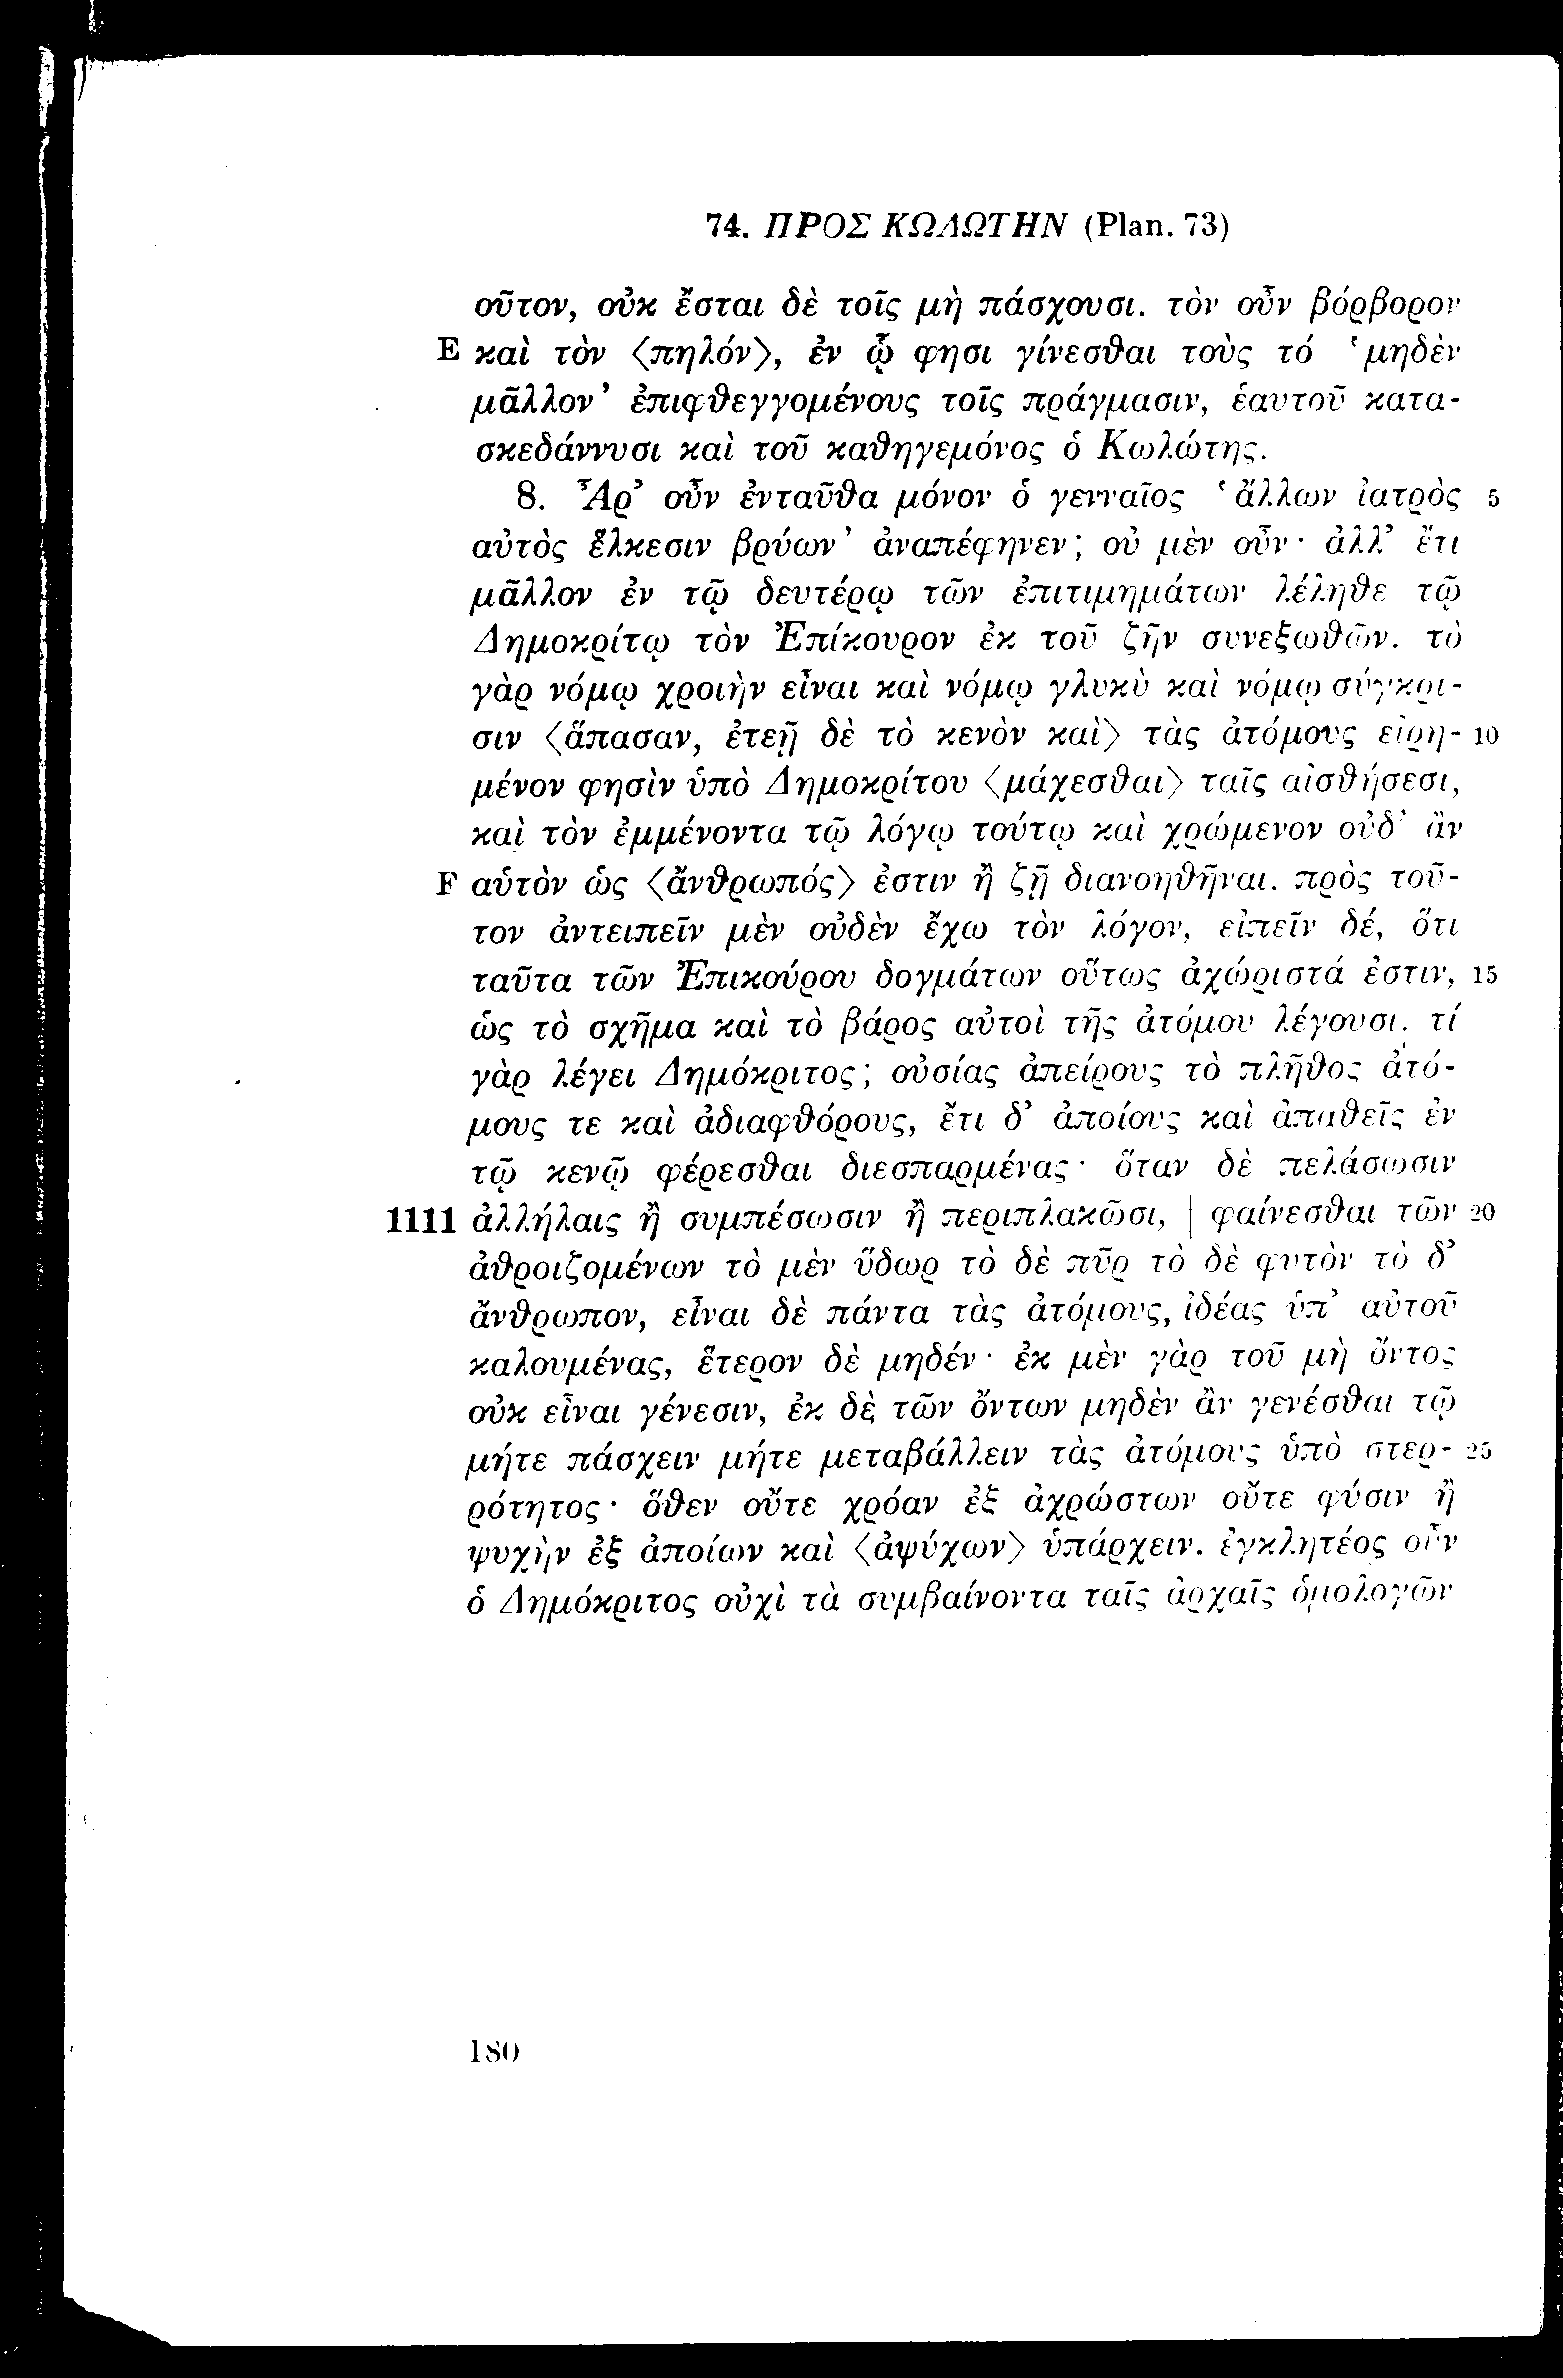 74. ΠΡΟΣ ΚΩΛΩΤΗΝ (Plan. 73)
οῦτον, οὐκ ἔσται δὲ τοῖς μὴ πάσχουσι. τὸν οὖν βόρβορον
E καὶ τὸν ⟨πηλόν⟩, ἐν ᾧ φησι γίνεσθαι τοὺς τό ‘μηδὲν
μᾶλλον’ ἐπιφθεγγομένους τοῖς πράγμασιν, ἑαυτοῦ κατα-
σκεδάννυσι καὶ τοῦ καθηγεμόνος ὁ Κωλώτης.
8. Ἆρ’ οὖν ἐνταῦθα μόνον ὁ γενναῖος ‘ἄλλων ἰατρὸς 5
αὐτὸς ἕλκεσιν βρύων’ ἀναπέφηνεν; οὐ μὲν οὖν· ἀλλ’ ἔτι
μᾶλλον ἐν τῷ δευτέρῳ τῶν ἐπιτιμημάτων λέληθε τῷ
Δημοκρίτῳ τὸν Ἐπίκουρον ἐκ τοῦ ζῆν συνεξωθῶν. τὸ
γὰρ νόμῳ χροιὴν εἶναι καὶ νόμῳ γλυκὺ καὶ νόμῳ σύγκρι-
σιν ⟨ἅπασαν, ἐτεῇ δὲ τὸ κενὸν καὶ⟩ τὰς ἀτόμους εἰρη- 10
μένον φησὶν ὑπὸ Δημοκρίτου ⟨μάχεσθαι⟩ ταῖς αἰσθήσεσι,
καὶ τὸν ἐμμένοντα τῷ λόγῳ τούτῳ καὶ χρώμενον οὐδ’ ἂν
F αὑτὸν ὡς ⟨ἄνθρωπός⟩ ἐστιν ἢ ζῇ διανοηθῆναι. πρὸς τοῦ-
τον ἀντειπεῖν μὲν οὐδὲν ἔχω τὸν λόγον, εἰπεῖν δέ, ὅτι
ταῦτα τῶν Ἐπικούρου δογμάτων οὕτως ἀχώριστά ἐστιν, 15
ὡς τὸ σχῆμα καὶ τὸ βάρος αὐτοὶ τῆς ἀτόμου λέγουσι. τί
γὰρ λέγει Δημόκριτος; οὐσίας ἀπείρους τὸ πλῆθος ἀτό-
μους τε καὶ ἀδιαφθόρους, ἔτι δ’ ἀποίους καὶ ἀπαθεῖς ἐν
τῷ κενῷ φέρεσθαι διεσπαρμένας· ὅταν δὲ πελάσωσιν
1111 ἀλλήλαις ἢ συμπέσωσιν ἢ περιπλακῶσι, | φαίνεσθαι τῶν 20
ἀθροιζομένων τὸ μὲν ὕδωρ τὸ δὲ πῦρ τὸ δὲ φυτὸν τὸ δ’
ἄνθρωπον, εἶναι δὲ πάντα τὰς ἀτόμους, ἰδέας ὑπ’ αὐτοῦ
καλουμένας, ἕτερον δὲ μηδέν· ἐκ μὲν γὰρ τοῦ μὴ ὄντος
οὐκ εἶναι γένεσιν, ἐκ δὲ τῶν ὄντων μηδὲν ἂν γενέσθαι τῷ
μήτε πάσχειν μήτε μεταβάλλειν τὰς ἀτόμους ὑπὸ στερ- 25
ρότητος· ὅθεν οὔτε χρόαν ἐξ ἀχρώστων οὔτε φύσιν ἢ
ψυχὴν ἐξ ἀποίων καὶ ⟨ἀψύχων⟩ ὑπάρχειν. ἐγκλητέος οὖν
ὁ Δημόκριτος οὐχὶ τὰ συμβαίνοντα ταῖς ἀρχαῖς ὁμολογῶν
180